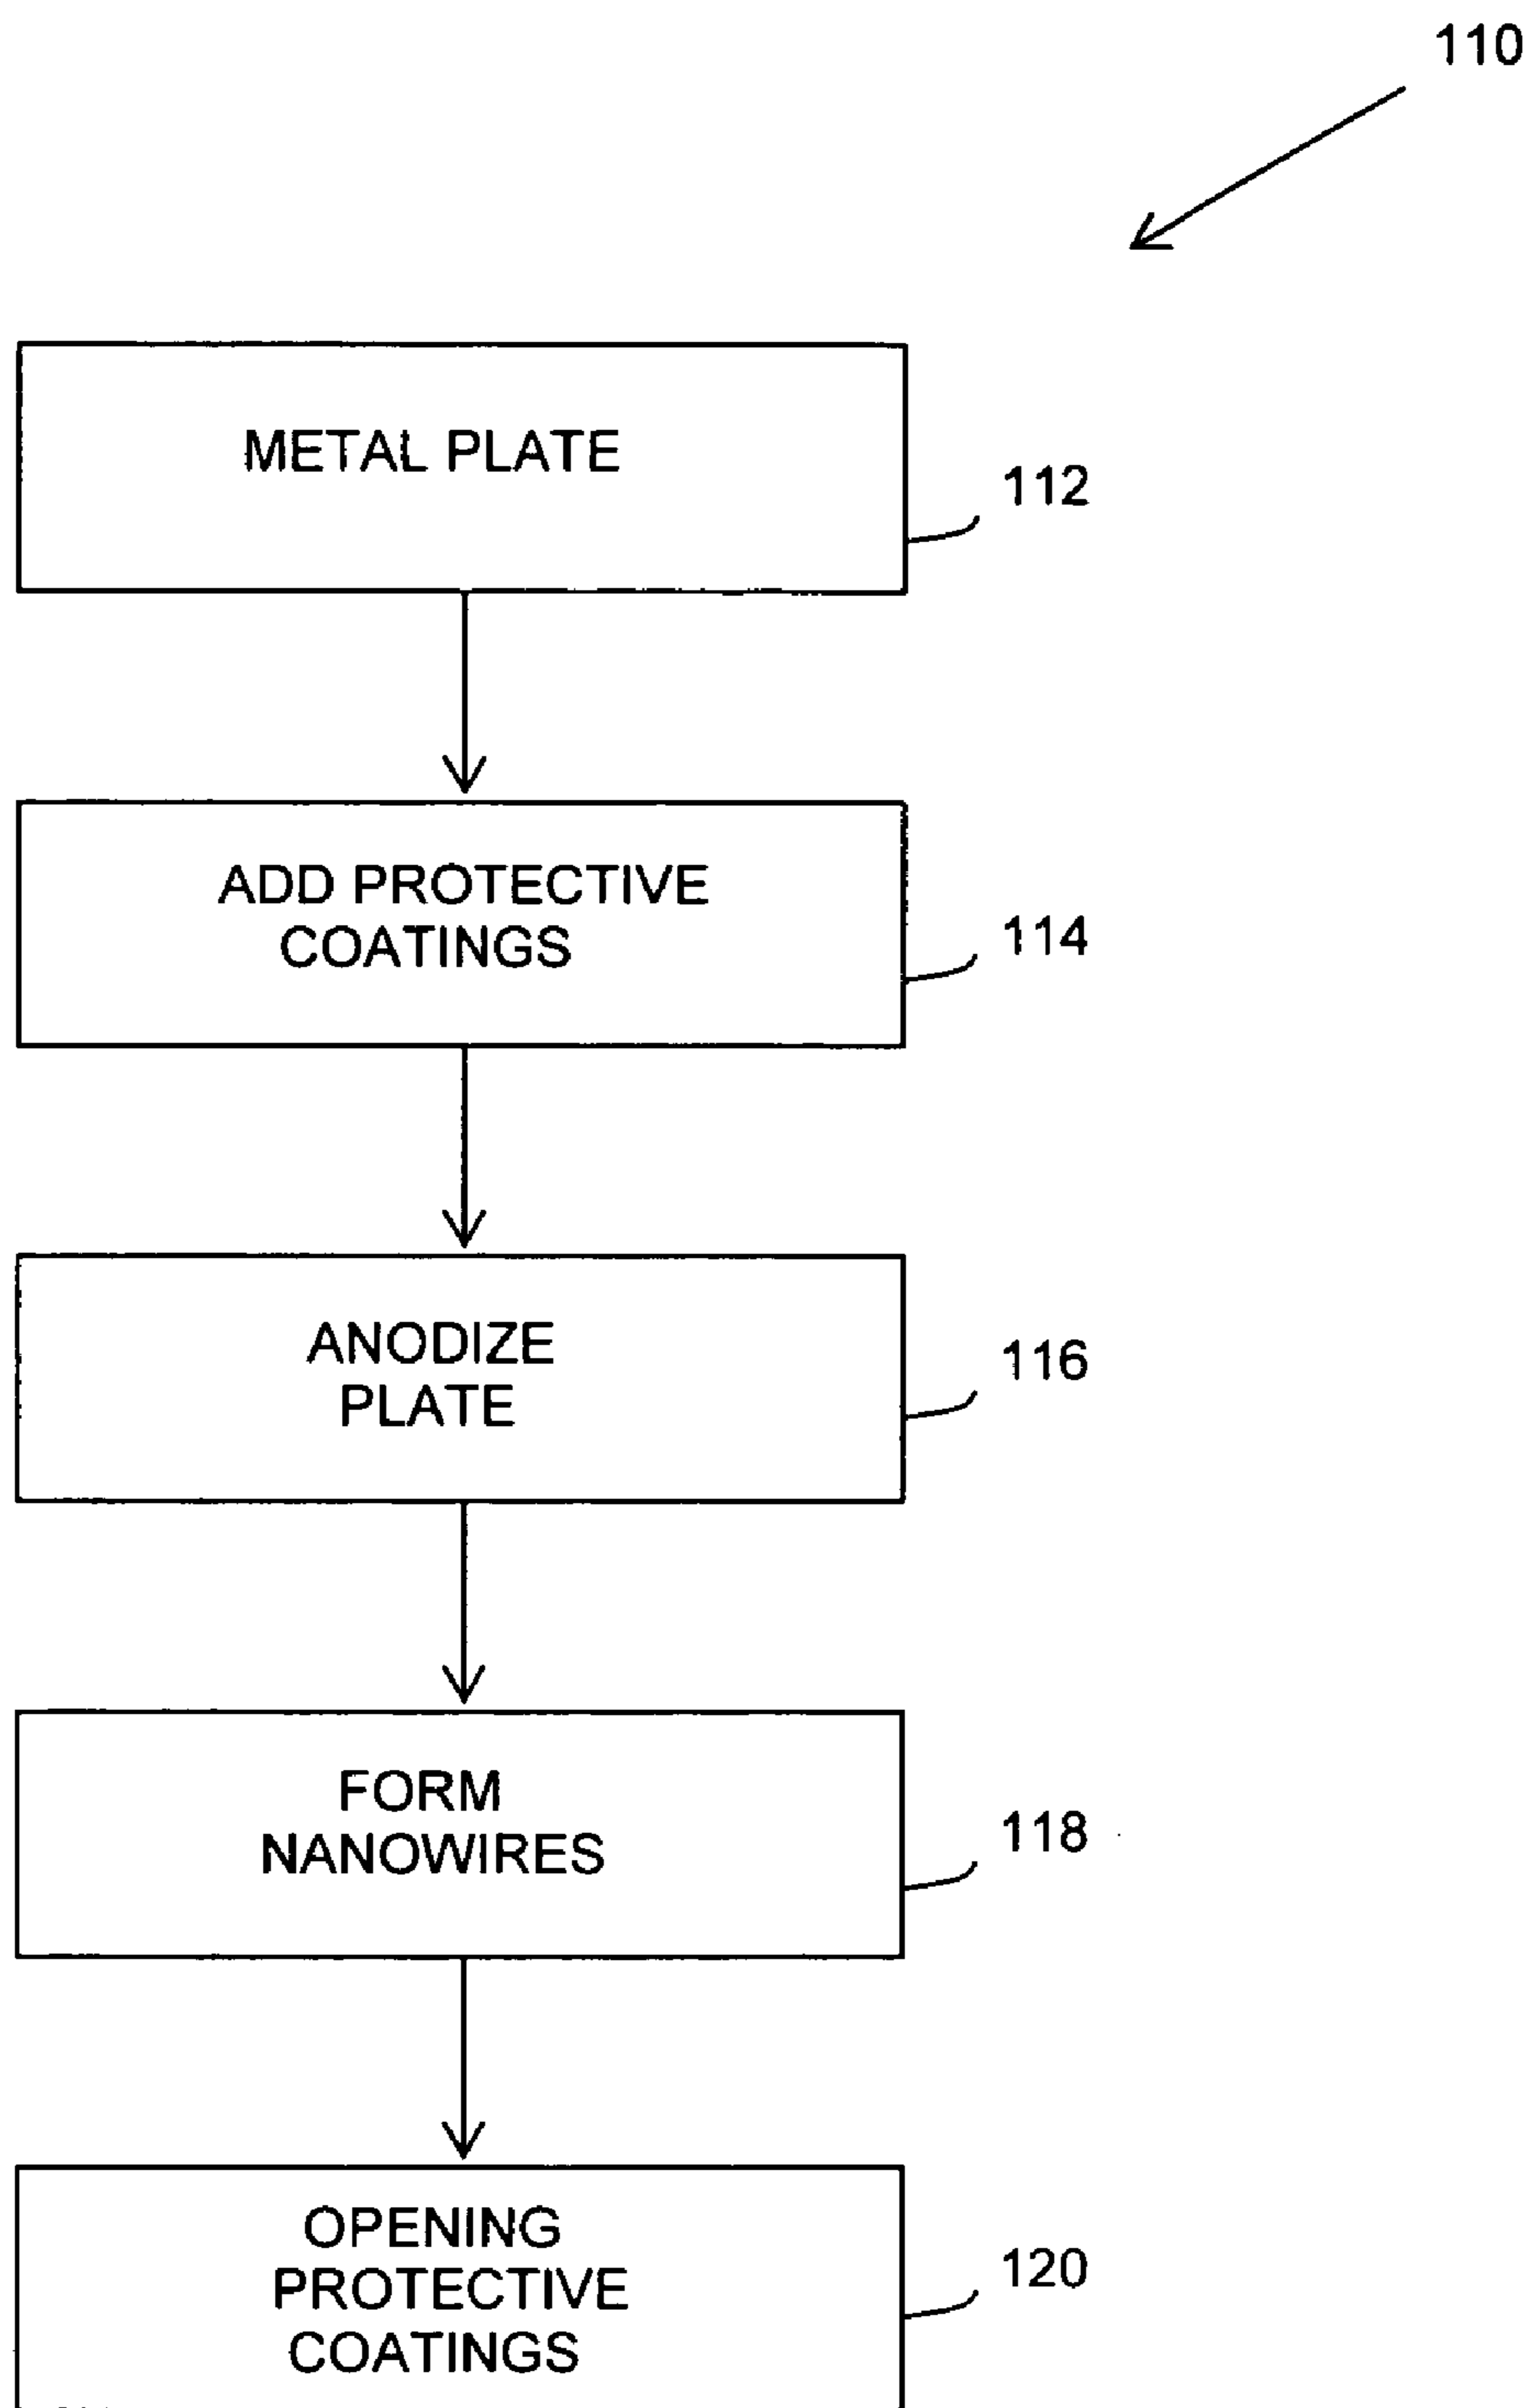 110
METAL PLATE
112
ADD PROTECTIVE
COATINGS
114
ANODIZE
PLATE
116
FORM
NANOWIRES
118
OPENING
PROTECTIVE
COATINGS
120